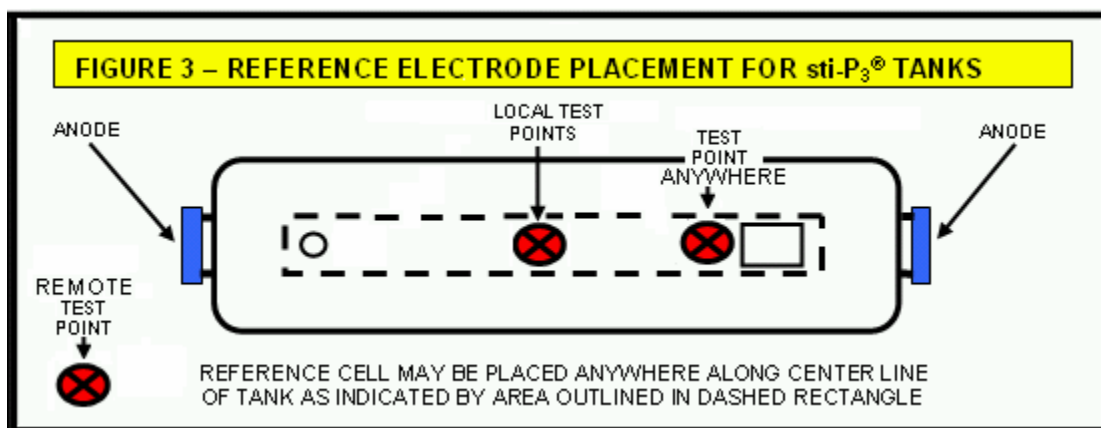 FIGURE 3 – REFERENCE ELECTRODE PLACEMENT FOR sti-P₃® TANKS
ANODE
LOCAL TEST
POINTS
TEST
POINT
ANYWHERE
ANODE
REMOTE
TEST
POINT
REFERENCE CELL MAY BE PLACED ANYWHERE ALONG CENTER LINE
OF TANK AS INDICATED BY AREA OUTLINED IN DASHED RECTANGLE